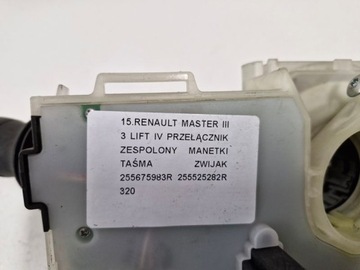 15.RENAULT MASTER III
3 LIFT IV PRZEŁĄCZNIK
ZESPOLONY MANETKI
TAŚMA ZWIJAK
255675983R 255525282R
320